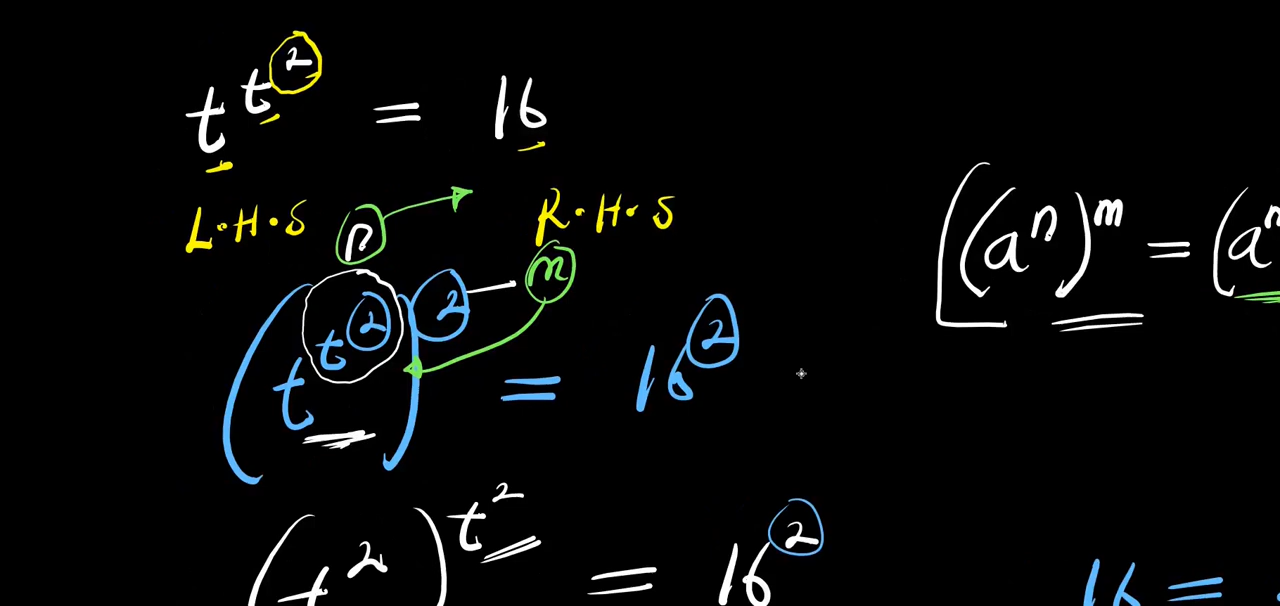 t^{t^2} = 16
L.H.S n R.H.S
m
(t^{t^2})^2 = 16^2
[(a^n)^m = (a^m
(t^2)^{t^2} = 16^2
16 =